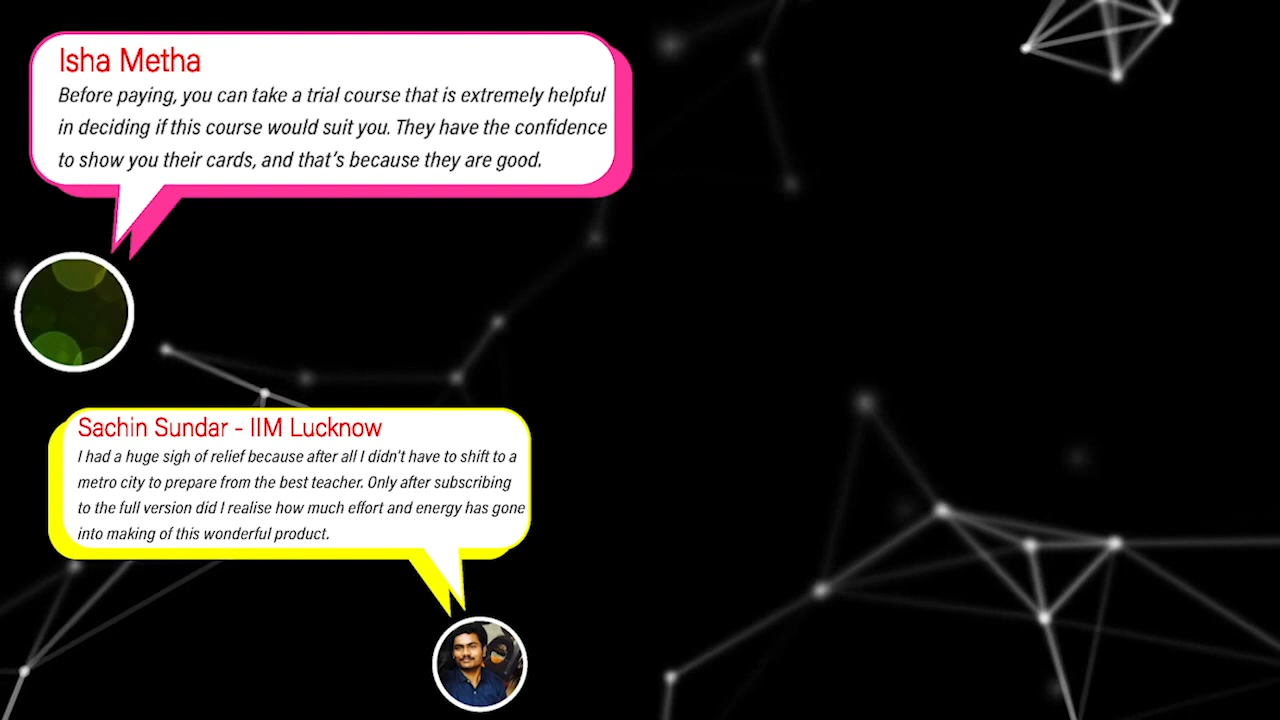 Isha Metha
Before paying, you can take a trial course that is extremely helpful
in deciding if this course would suit you. They have the confidence
to show you their cards, and that's because they are good.
Sachin Sundar - IIM Lucknow
I had a huge sigh of relief because after all I didn't have to shift to a
metro city to prepare from the best teacher. Only after subscribing
to the full version did I realise how much effort and energy has gone
into making of this wonderful product.